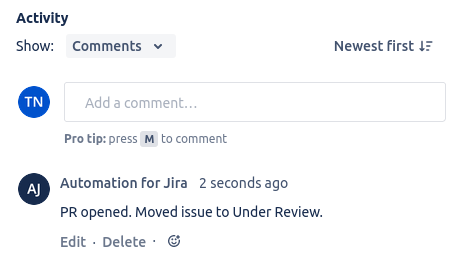 Activity
Show: Comments Newest first
TN Add a comment…
Pro tip: press M to comment
AJ Automation for Jira 2 seconds ago
PR opened. Moved issue to Under Review.
Edit · Delete ·